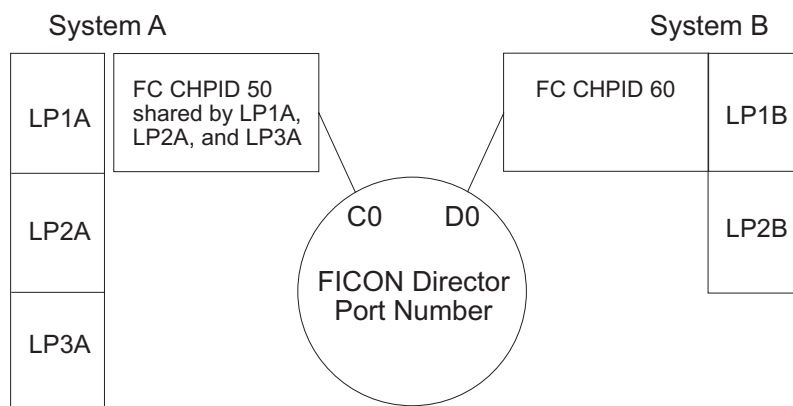 System A
System B
FC CHPID 50
shared by LP1A,
LP2A, and LP3A
FC CHPID 60
LP1A
LP1B
C0
D0
LP2A
LP2B
FICON Director
Port Number
LP3A